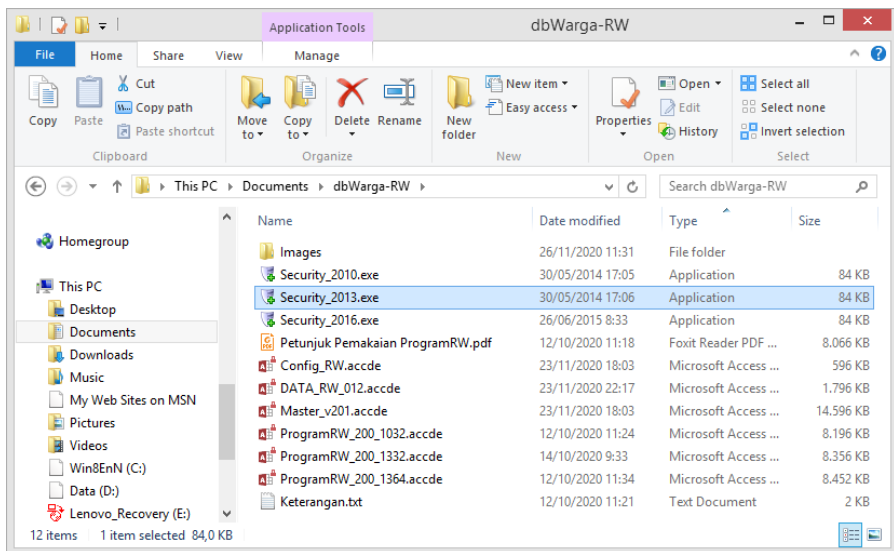 Application Tools dbWarga-RW
File Home Share View Manage
Copy Paste Cut Copy path Paste shortcut
Move to Copy to Delete Rename
New folder New item Easy access
Properties Open Edit History
Select all Select none Invert selection
Clipboard Organize New Open Select
This PC Documents dbWarga-RW Search dbWarga-RW
Homegroup
This PC
Desktop
Documents
Downloads
Music
My Web Sites on MSN
Pictures
Videos
Win8EnN (C:)
Data (D:)
Lenovo_Recovery (E:)
Name Date modified Type Size
Images 26/11/2020 11:31 File folder
Security_2010.exe 30/05/2014 17:05 Application 84 KB
Security_2013.exe 30/05/2014 17:06 Application 84 KB
Security_2016.exe 26/06/2015 8:33 Application 84 KB
Petunjuk Pemakaian ProgramRW.pdf 12/10/2020 11:18 Foxit Reader PDF ... 8.066 KB
Config_RW.accde 23/11/2020 18:03 Microsoft Access ... 596 KB
DATA_RW_012.accde 23/11/2020 22:17 Microsoft Access ... 1.796 KB
Master_v201.accde 23/11/2020 18:03 Microsoft Access ... 14.596 KB
ProgramRW_200_1032.accde 12/10/2020 11:24 Microsoft Access ... 8.196 KB
ProgramRW_200_1332.accde 14/10/2020 9:33 Microsoft Access ... 8.356 KB
ProgramRW_200_1364.accde 12/10/2020 11:34 Microsoft Access ... 8.452 KB
Keterangan.txt 12/10/2020 11:21 Text Document 2 KB
12 items 1 item selected 84,0 KB